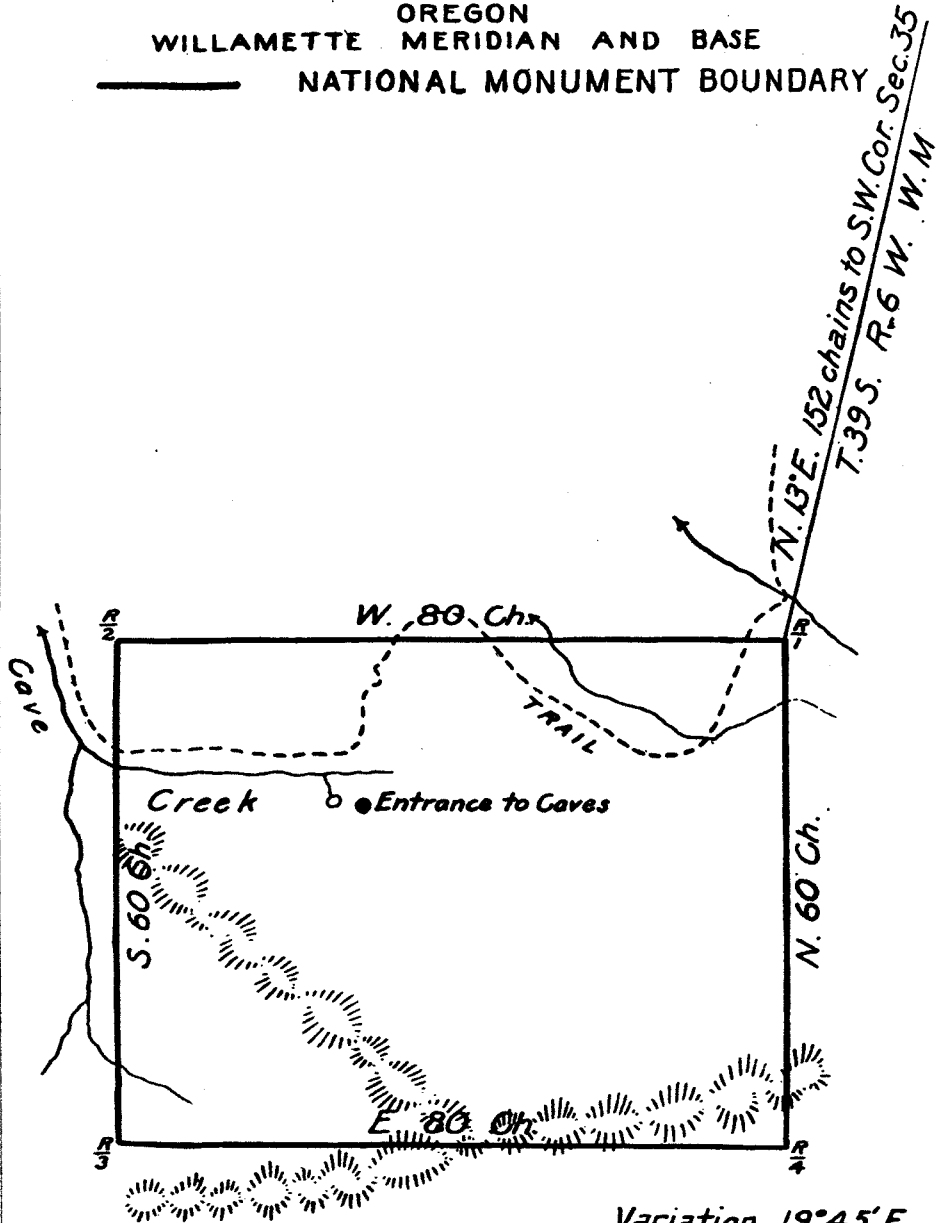 OREGON
WILLAMETTE MERIDIAN AND BASE
NATIONAL MONUMENT BOUNDARY
N. 13°E. 152 chains to S.W. Cor. Sec. 35
T. 39 S. R. 6 W. W. M
R/2
W. 80 Ch.
R/1
Cave
TRAIL
Creek
Entrance to Caves
S. 60 Ch.
N. 60 Ch.
E. 80 Ch.
R/3
R/4
Variation 19°45' E